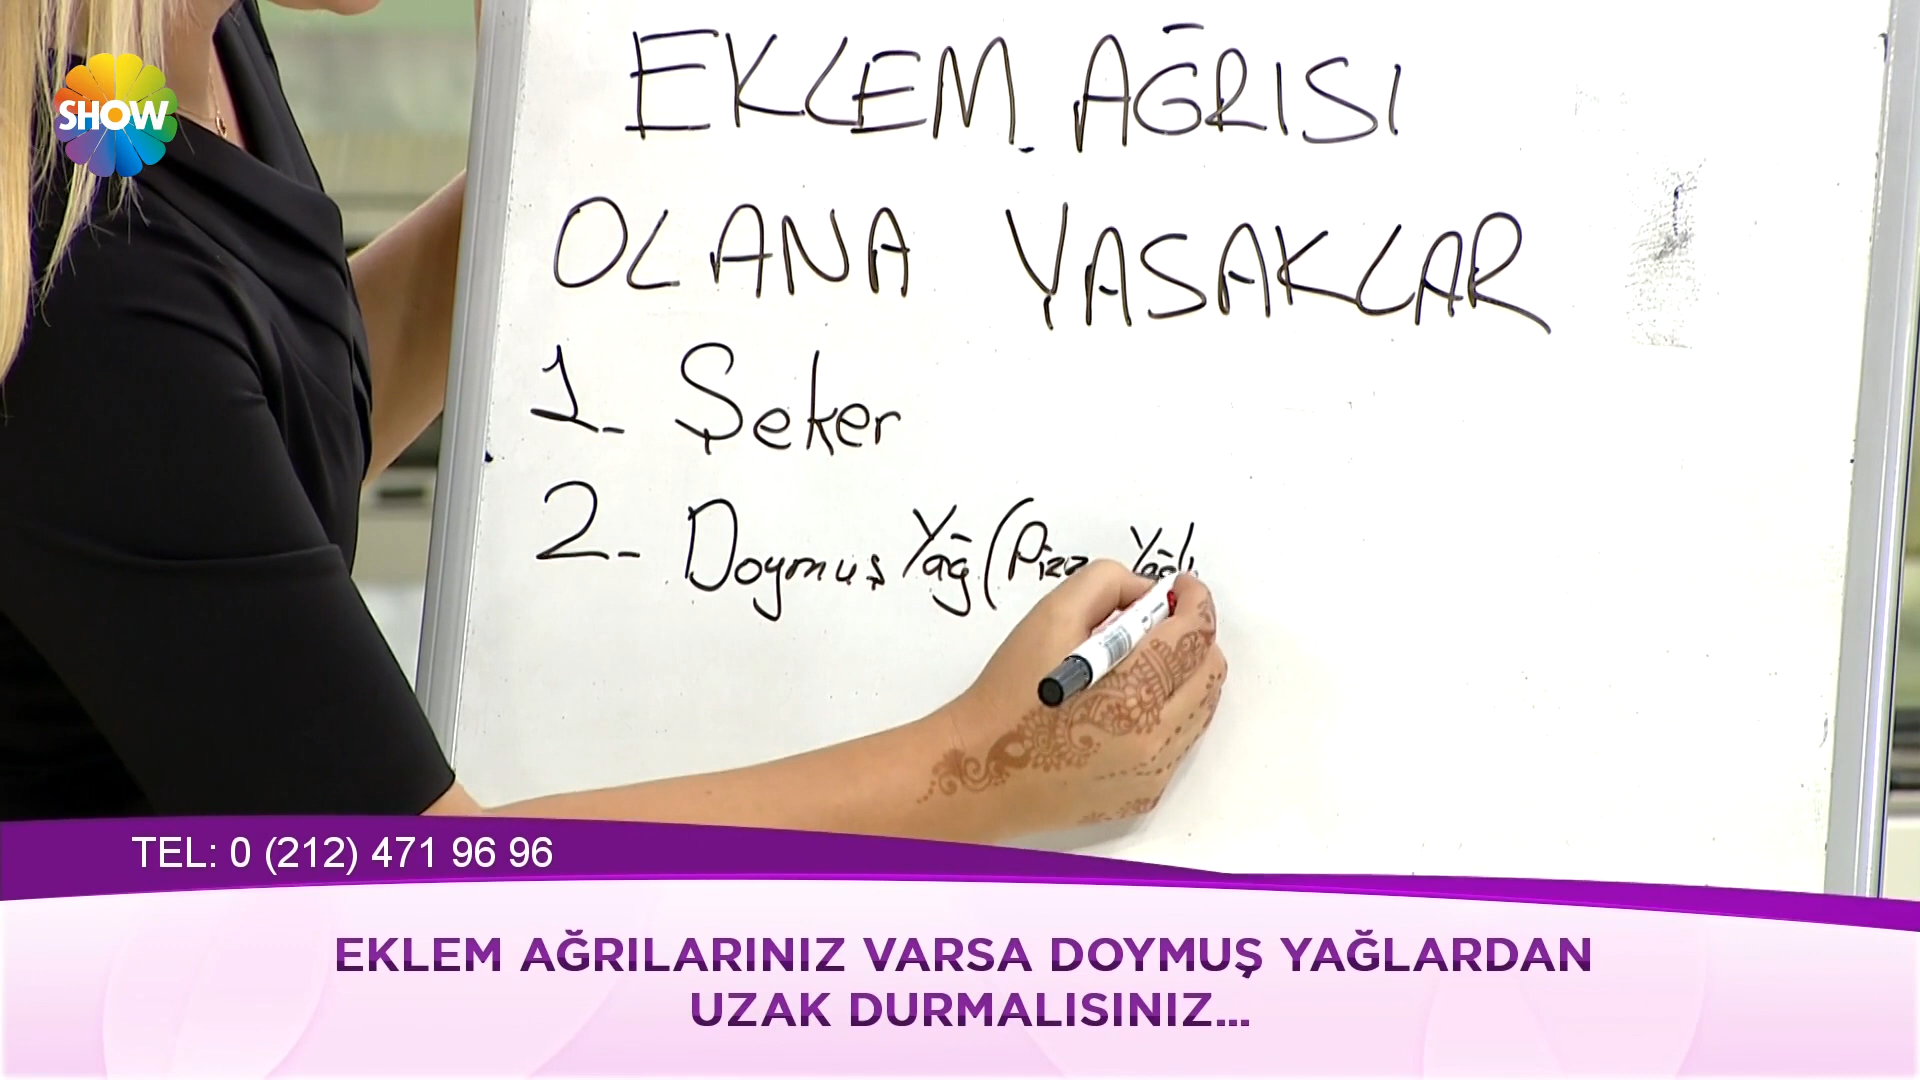 SHOW
EKLEM AĞRISI
OLANA YASAKLAR
1- Şeker
2- Doymuş Yağ (Pizza Yağlı
TEL: 0 (212) 471 96 96
EKLEM AĞRILARINIZ VARSA DOYMUŞ YAĞLARDAN
UZAK DURMALISINIZ...